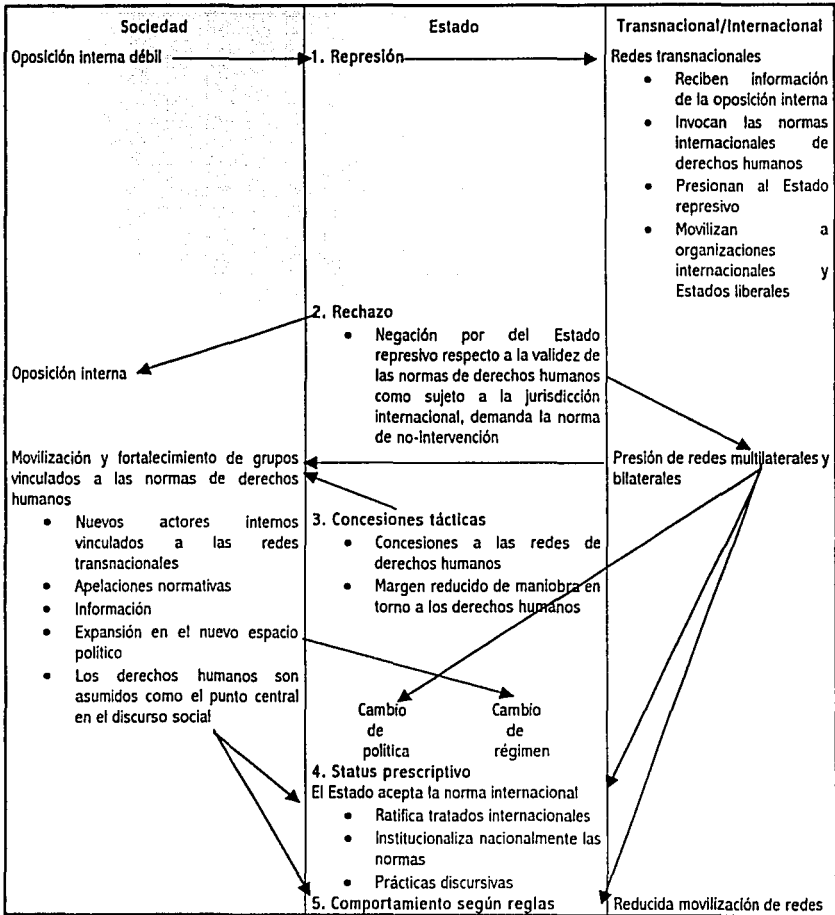 Sociedad
Estado
Transnacional/Internacional
Oposición interna débil
1. Represión
Redes transnacionales
• Reciben información
de la oposición interna
• Invocan las normas
internacionales de
derechos humanos
• Presionan al Estado
represivo
• Movilizan a
organizaciones
internacionales y
Estados liberales
2. Rechazo
• Negación por del Estado
represivo respecto a la validez de
las normas de derechos humanos
como sujeto a la jurisdicción
internacional, demanda la norma
de no-intervención
Oposición interna
Movilización y fortalecimiento de grupos
vinculados a las normas de derechos
humanos
• Nuevos actores internos
vinculados a las redes
transnacionales
• Apelaciones normativas
• Información
• Expansión en el nuevo espacio
político
• Los derechos humanos son
asumidos como el punto central
en el discurso social
Presión de redes multilaterales y
bilaterales
3. Concesiones tácticas
• Concesiones a las redes de
derechos humanos
• Margen reducido de maniobra en
torno a los derechos humanos
Cambio
de
política
Cambio
de
régimen
4. Status prescriptivo
El Estado acepta la norma internacional
• Ratifica tratados internacionales
• Institucionaliza nacionalmente las
normas
• Prácticas discursivas
5. Comportamiento según reglas
Reducida movilización de redes